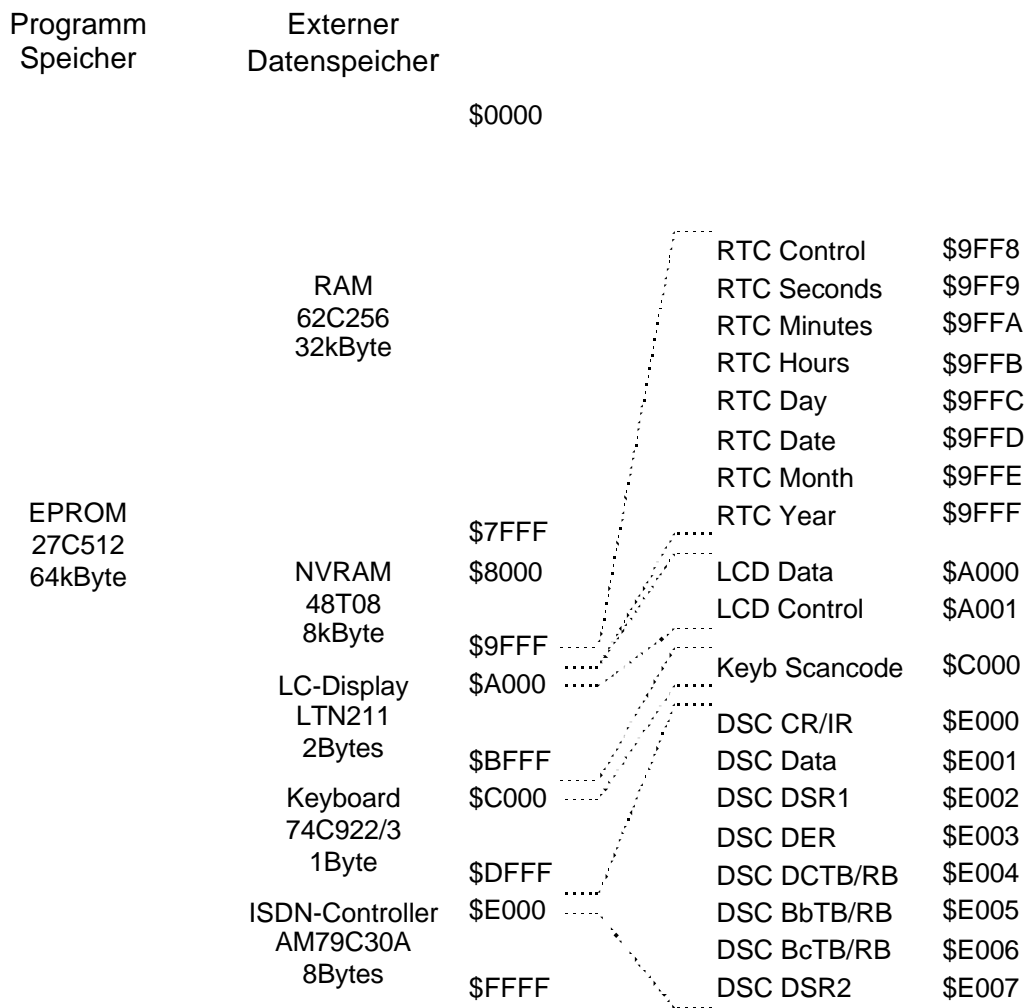 Programm
Speicher
Externer
Datenspeicher
$0000
RAM
62C256
32kByte
EPROM
27C512
64kByte
$7FFF
NVRAM
48T08
8kByte
$8000
$9FFF
LC-Display
LTN211
2Bytes
$A000
$BFFF
Keyboard
74C922/3
1Byte
$C000
$DFFF
ISDN-Controller
AM79C30A
8Bytes
$E000
$FFFF
RTC Control $9FF8
RTC Seconds $9FF9
RTC Minutes $9FFA
RTC Hours $9FFB
RTC Day $9FFC
RTC Date $9FFD
RTC Month $9FFE
RTC Year $9FFF
LCD Data $A000
LCD Control $A001
Keyb Scancode $C000
DSC CR/IR $E000
DSC Data $E001
DSC DSR1 $E002
DSC DER $E003
DSC DCTB/RB $E004
DSC BbTB/RB $E005
DSC BcTB/RB $E006
DSC DSR2 $E007